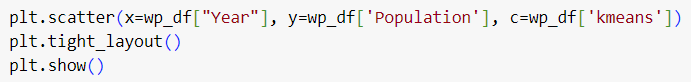 plt.scatter(x=wp_df["Year"], y=wp_df['Population'], c=wp_df['kmeans'])
plt.tight_layout()
plt.show()